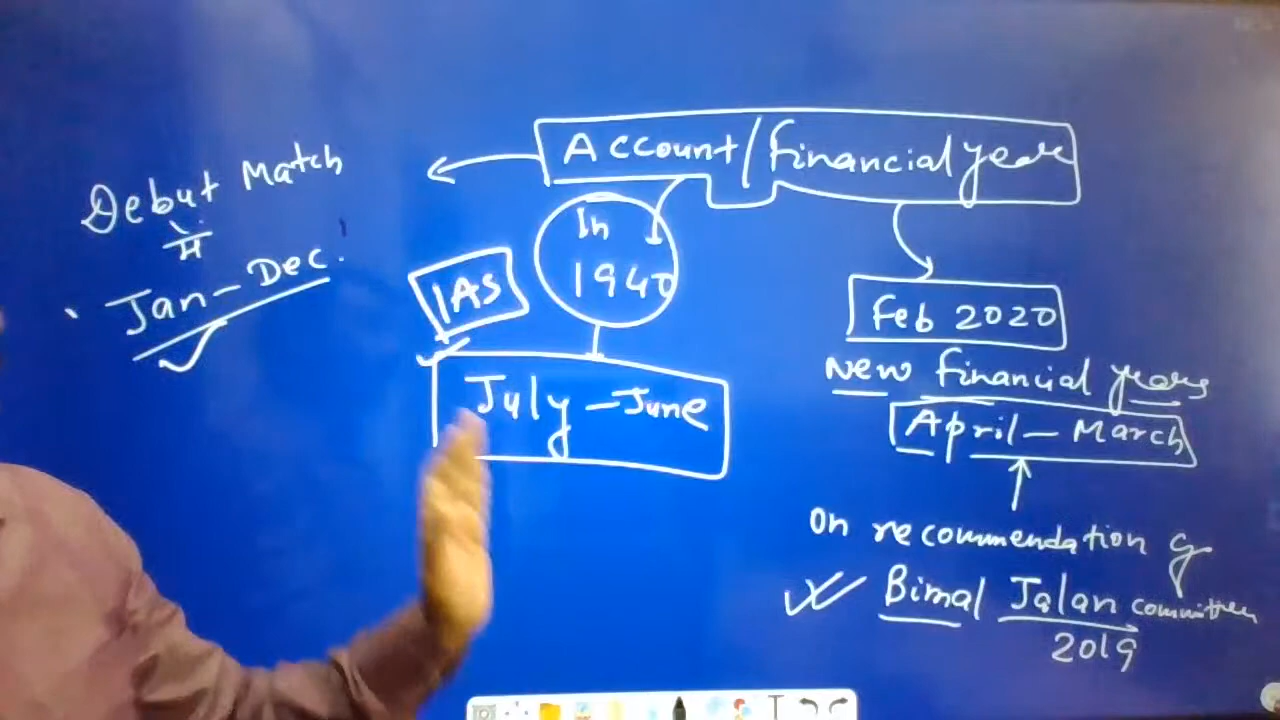 Account/financial year
Debut Match
में
Jan-Dec.
In
1940
IAS
July-June
Feb 2020
New financial years
April-March
on recommendation of
Bimal Jalan committee
2019